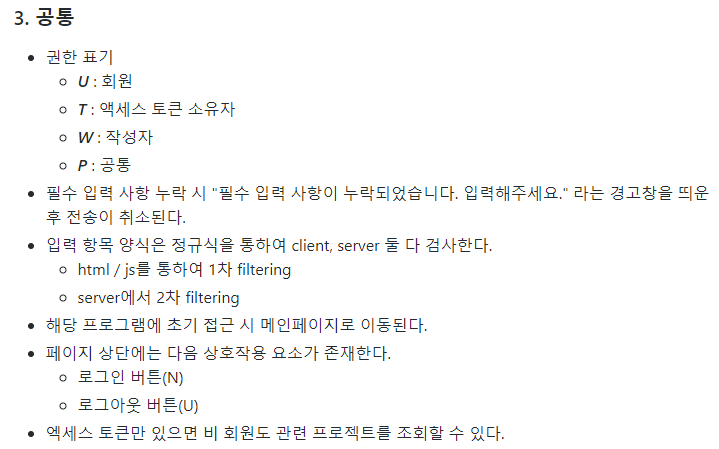 3. 공통
권한 표기
U : 회원
T : 액세스 토큰 소유자
W : 작성자
P : 공통
필수 입력 사항 누락 시 "필수 입력 사항이 누락되었습니다. 입력해주세요." 라는 경고창을 띄운
후 전송이 취소된다.
입력 항목 양식은 정규식을 통하여 client, server 둘 다 검사한다.
html / js를 통하여 1차 filtering
server에서 2차 filtering
해당 프로그램에 초기 접근 시 메인페이지로 이동된다.
페이지 상단에는 다음 상호작용 요소가 존재한다.
로그인 버튼(N)
로그아웃 버튼(U)
엑세스 토큰만 있으면 비 회원도 관련 프로젝트를 조회할 수 있다.